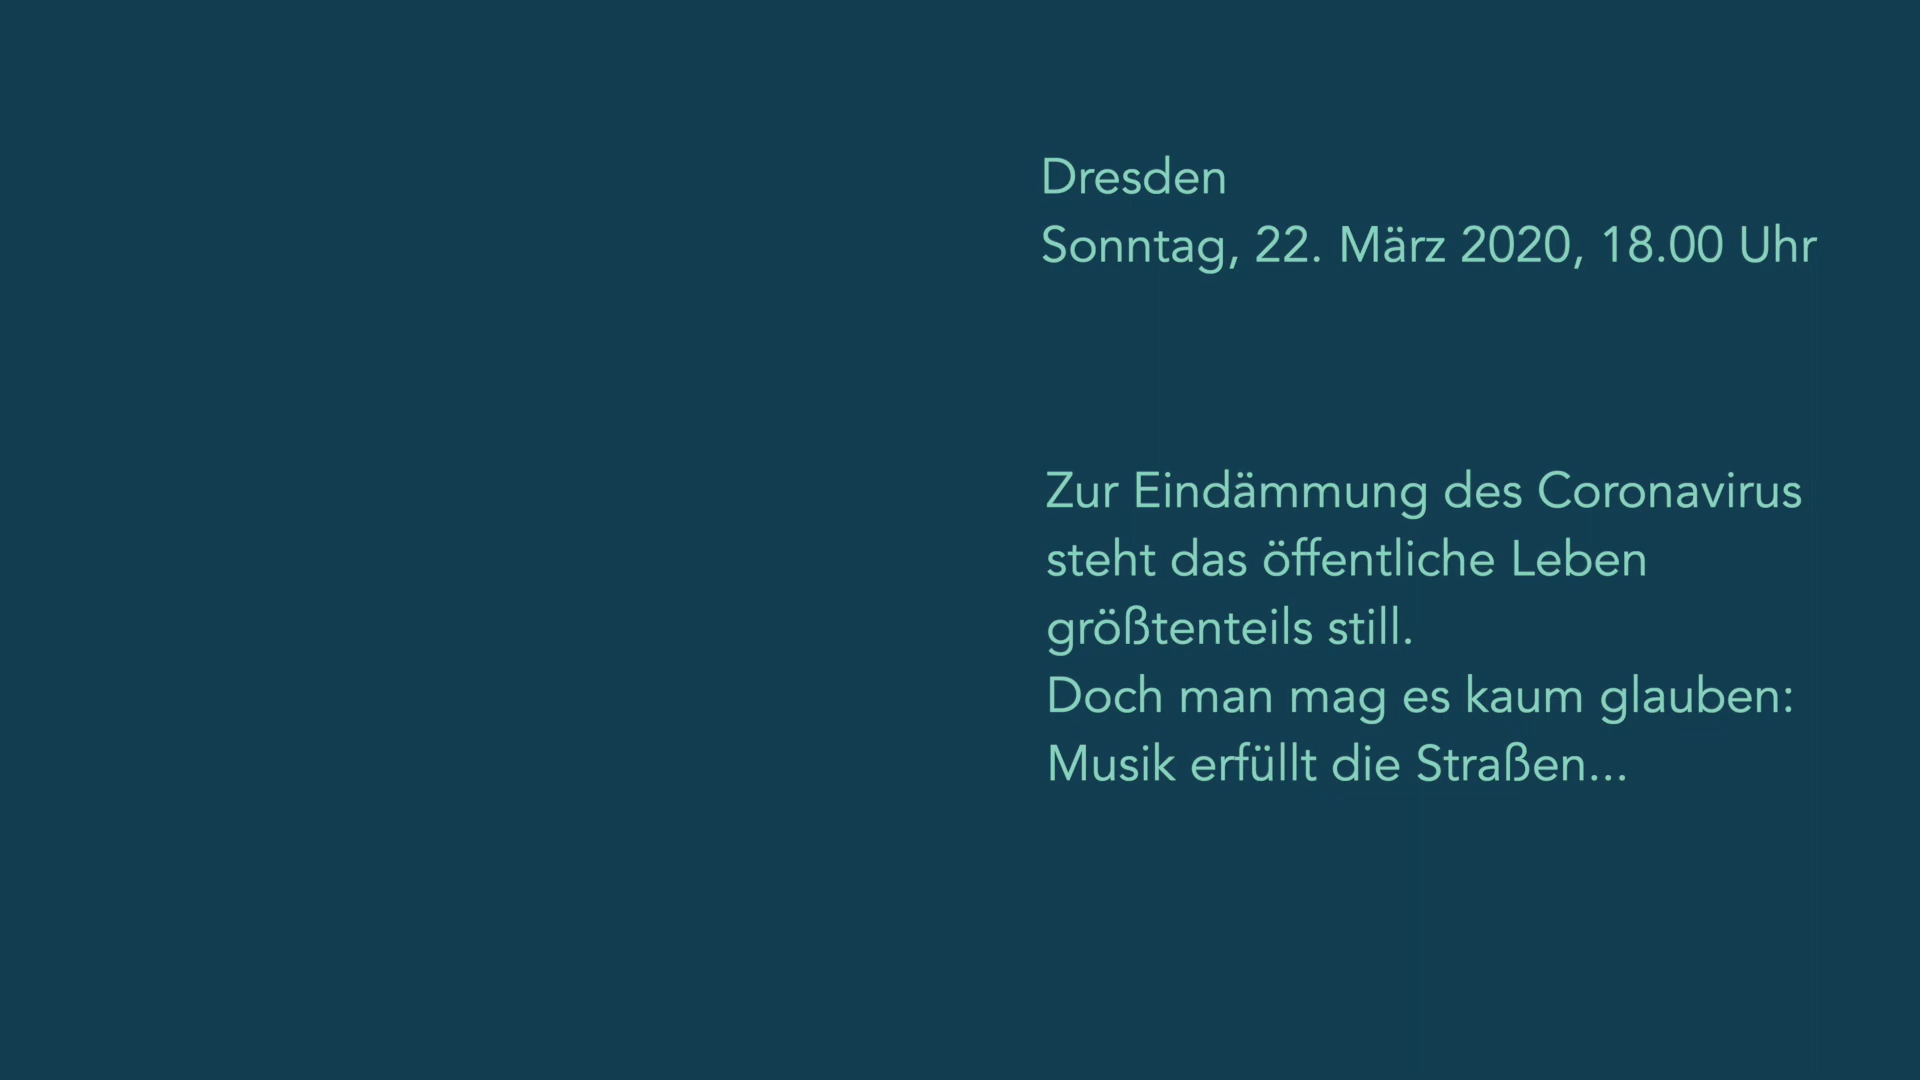 Dresden
Sonntag, 22. März 2020, 18.00 Uhr
Zur Eindämmung des Coronavirus
steht das öffentliche Leben
größtenteils still.
Doch man mag es kaum glauben:
Musik erfüllt die Straßen...